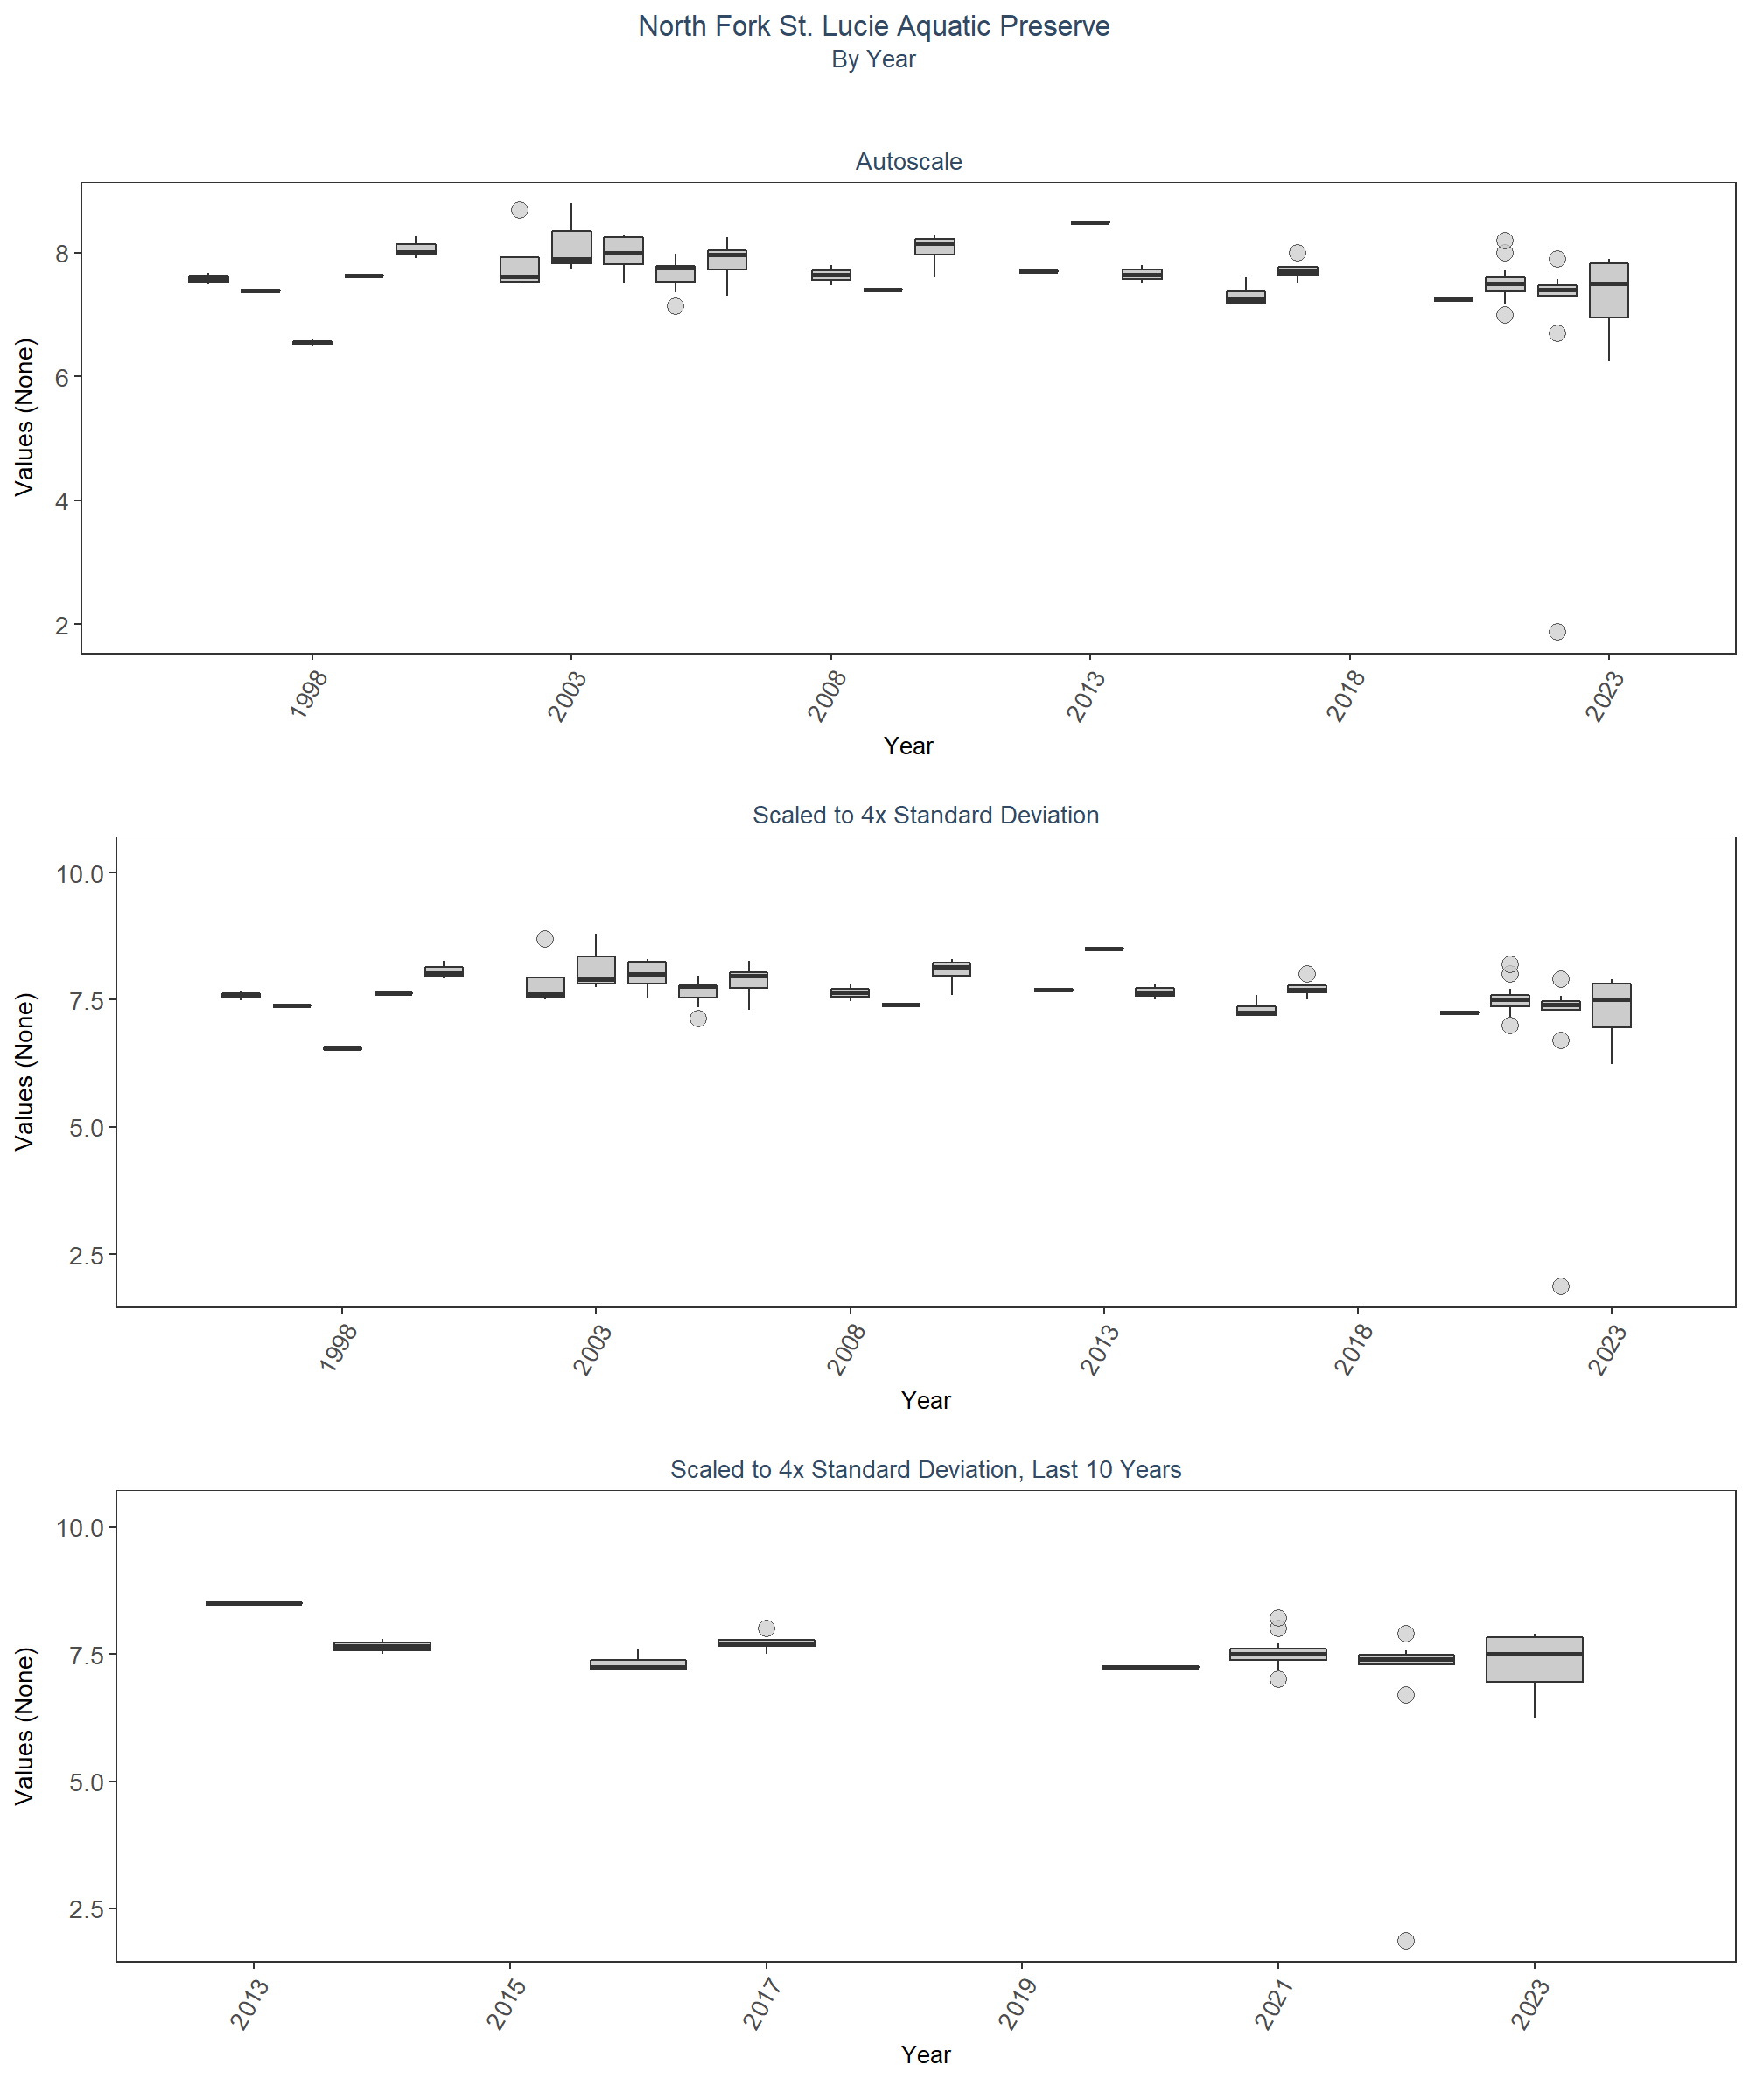 North Fork St. Lucie Aquatic Preserve
By Year
Autoscale
Values (None)
8
6
4
2
1998 2003 2008 2013 2018 2023
Year
Scaled to 4x Standard Deviation
Values (None)
10.0
7.5
5.0
2.5
1998 2003 2008 2013 2018 2023
Year
Scaled to 4x Standard Deviation, Last 10 Years
Values (None)
10.0
7.5
5.0
2.5
2013 2015 2017 2019 2021 2023
Year